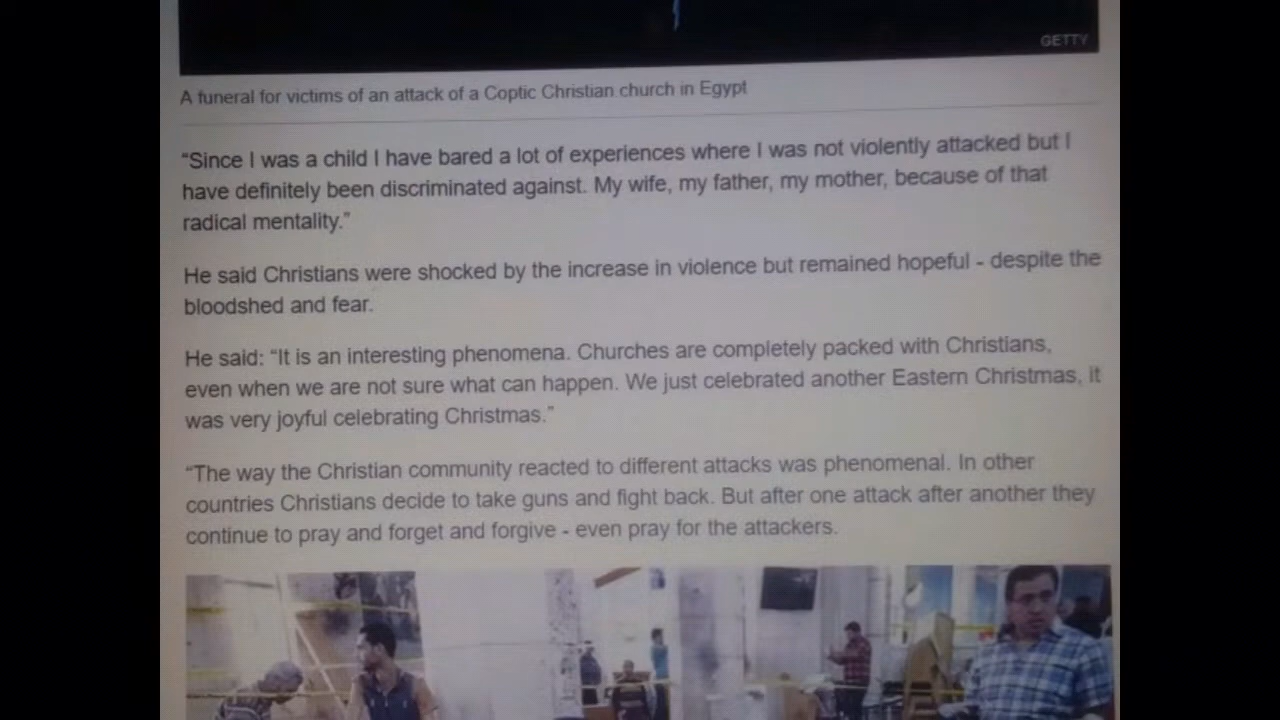 GETTY
A funeral for victims of an attack of a Coptic Christian church in Egypt
“Since I was a child I have bared a lot of experiences where I was not violently attacked but I
have definitely been discriminated against. My wife, my father, my mother, because of that
radical mentality.”
He said Christians were shocked by the increase in violence but remained hopeful - despite the
bloodshed and fear.
He said: “It is an interesting phenomena. Churches are completely packed with Christians,
even when we are not sure what can happen. We just celebrated another Eastern Christmas, it
was very joyful celebrating Christmas.”
“The way the Christian community reacted to different attacks was phenomenal. In other
countries Christians decide to take guns and fight back. But after one attack after another they
continue to pray and forget and forgive - even pray for the attackers.